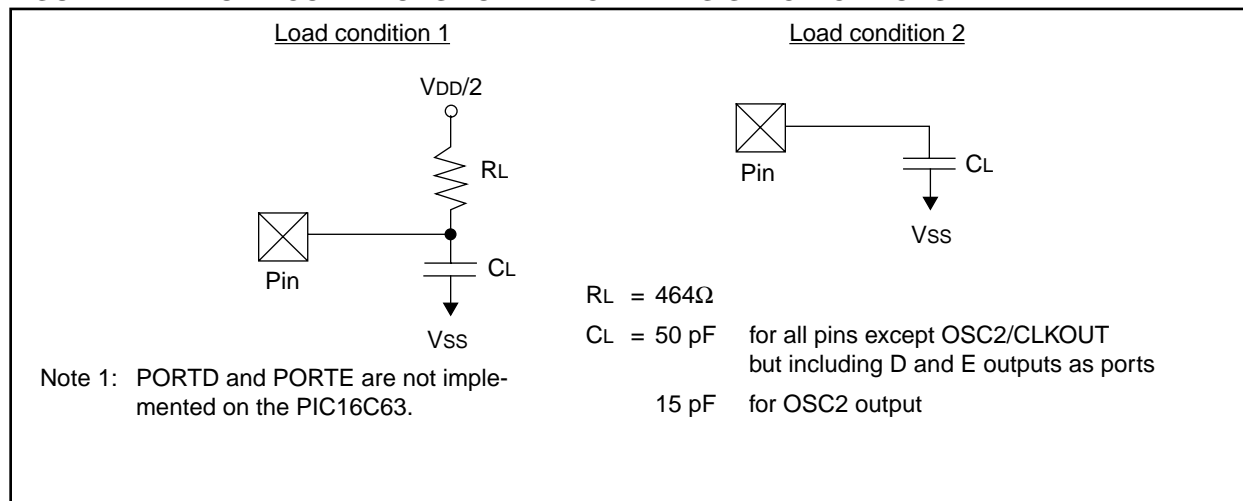 Load condition 1
VDD/2
RL
Pin
CL
VSS
Note 1: PORTD and PORTE are not imple-
mented on the PIC16C63.
Load condition 2
Pin
CL
VSS
RL = 464Ω
CL = 50 pF for all pins except OSC2/CLKOUT
but including D and E outputs as ports
15 pF for OSC2 output